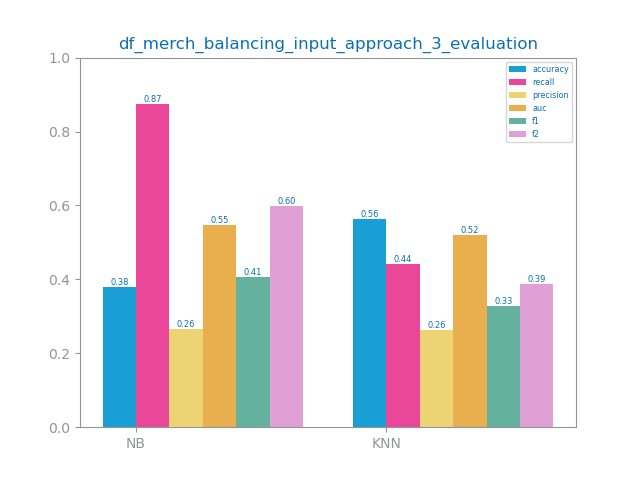 df_merch_balancing_input_approach_3_evaluation
1.0
0.8
0.6
0.4
0.2
0.0
accuracy
recall
precision
auc
f1
f2
0.38
0.87
0.26
0.55
0.41
0.60
0.56
0.44
0.26
0.52
0.33
0.39
NB
KNN